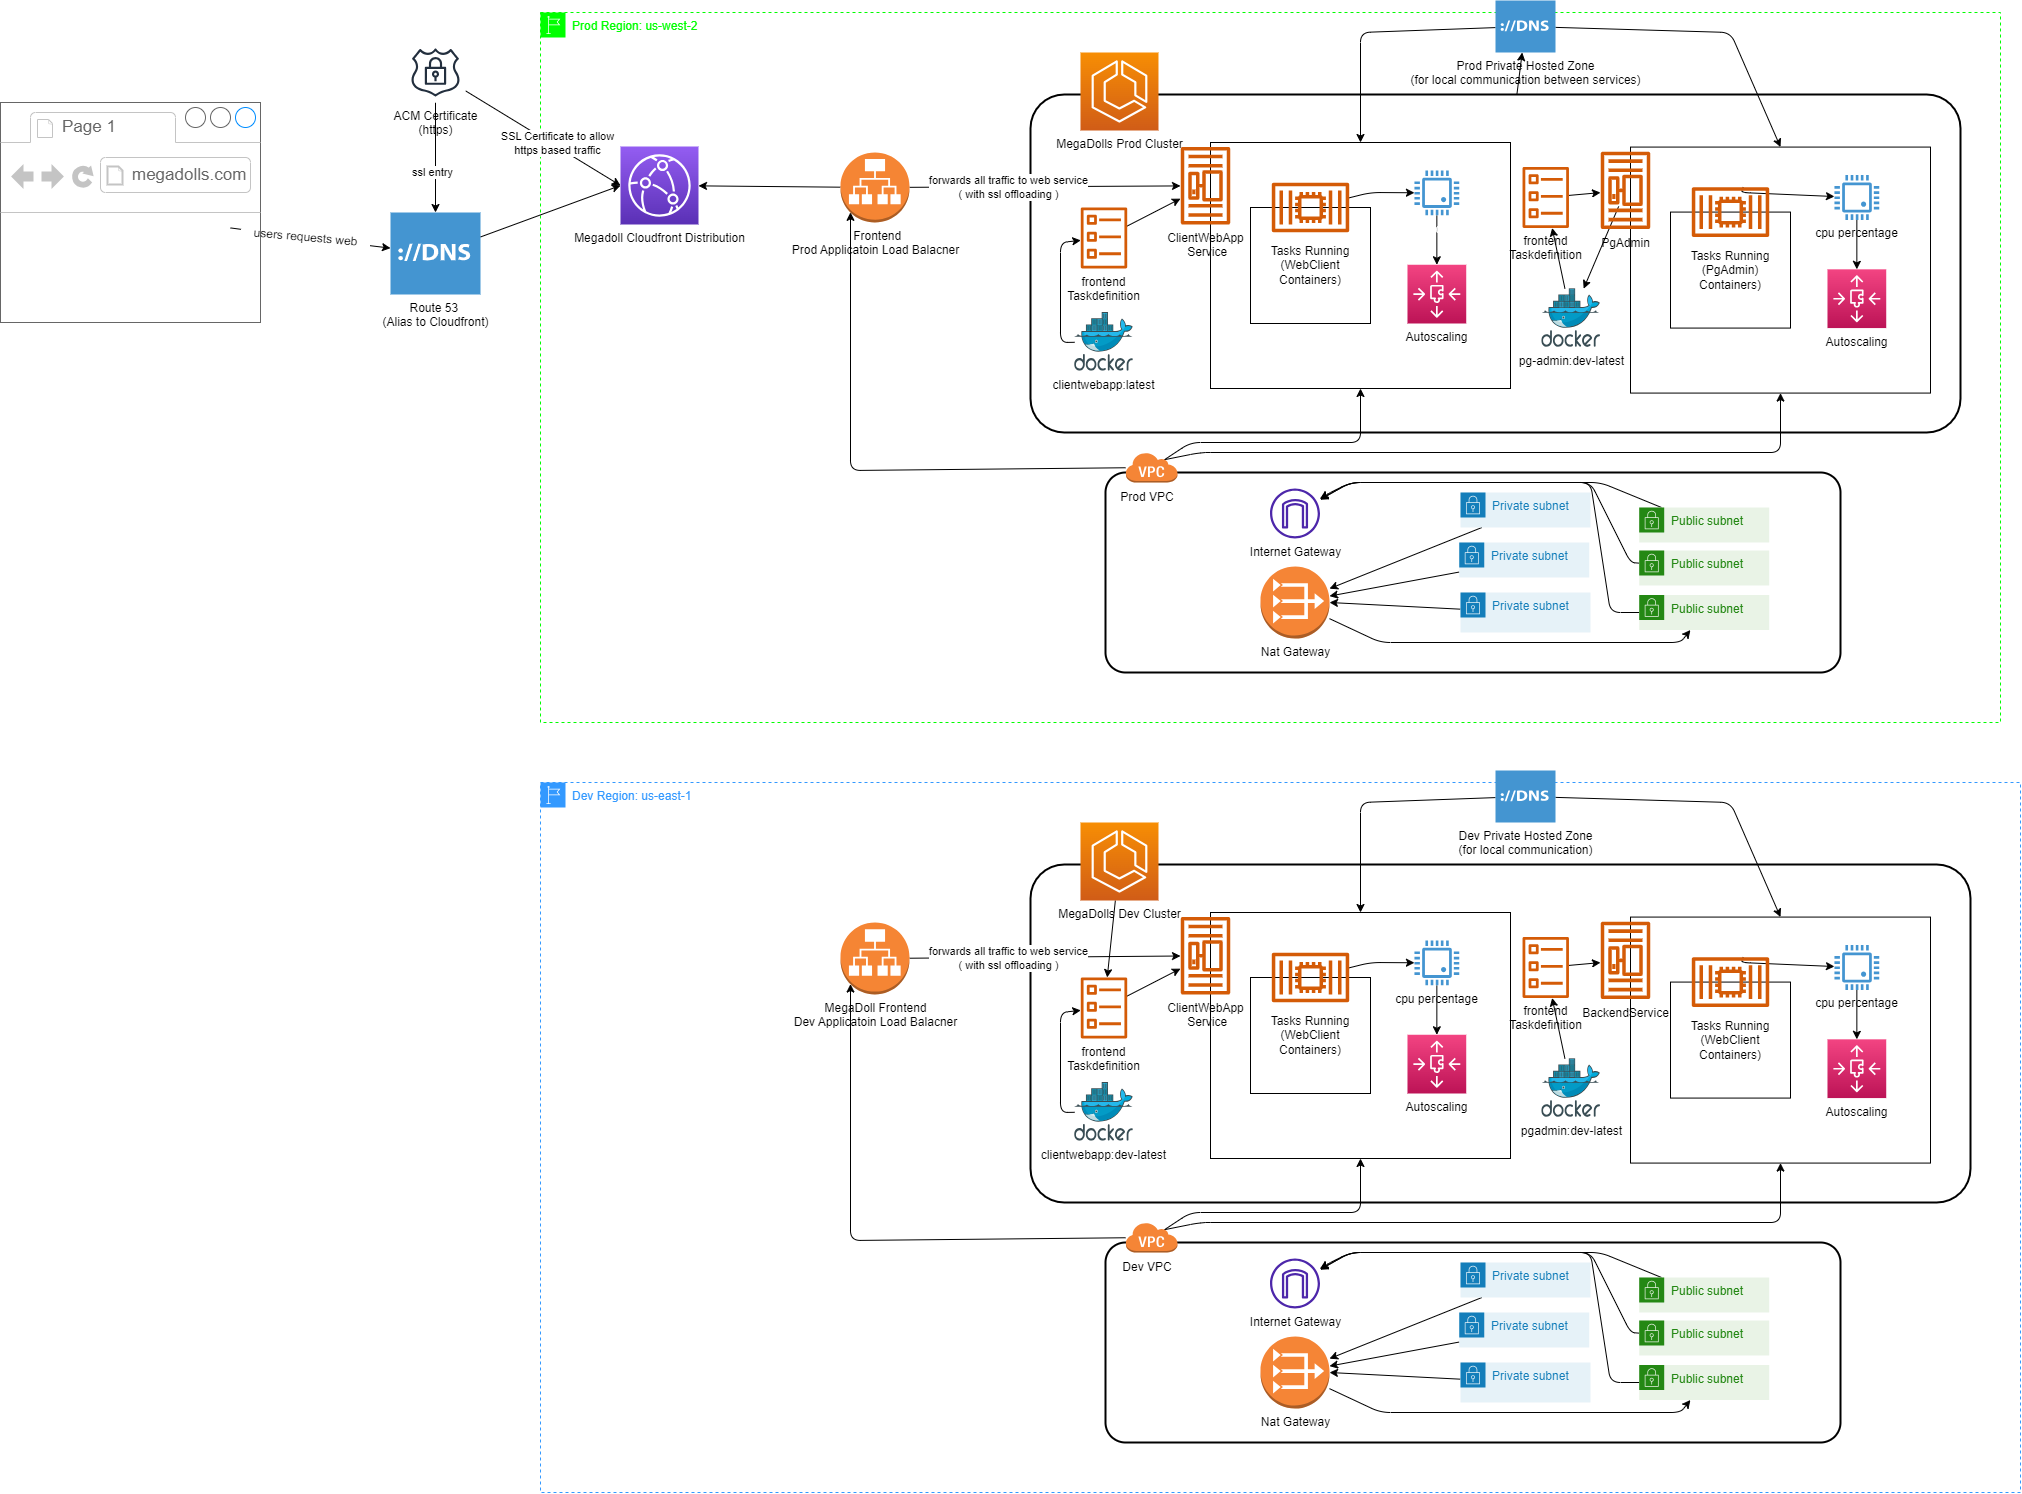 Prod Region: us-west-2
://DNS
Prod Private Hosted Zone
(for local communication between services)
Page 1
megadolls.com
ACM Certificate
(https)
SSL Certificate to allow
https based traffic
ssl entry
users requests web
://DNS
Route 53
(Alias to Cloudfront)
Megadoll Cloudfront Distribution
Frontend
Prod Applicatoin Load Balacner
forwards all traffic to web service
( with ssl offloading )
MegaDolls Prod Cluster
ClientWebApp
Service
frontend
Taskdefinition
docker
clientwebapp:latest
Tasks Running
(WebClient
Containers)
Autoscaling
frontend
Taskdefinition
PgAdmin
docker
pg-admin:dev-latest
Tasks Running
(PgAdmin)
Containers)
cpu percentage
Autoscaling
VPC
Prod VPC
Internet Gateway
Nat Gateway
Private subnet
Private subnet
Private subnet
Public subnet
Public subnet
Public subnet
Dev Region: us-east-1
://DNS
Dev Private Hosted Zone
(for local communication)
MegaDoll Frontend
Dev Applicatoin Load Balacner
forwards all traffic to web service
( with ssl offloading )
MegaDolls Dev Cluster
ClientWebApp
Service
frontend
Taskdefinition
docker
clientwebapp:dev-latest
Tasks Running
(WebClient
Containers)
cpu percentage
Autoscaling
frontend
Taskdefinition
BackendService
docker
pgadmin:dev-latest
Tasks Running
(WebClient
Containers)
cpu percentage
Autoscaling
VPC
Dev VPC
Internet Gateway
Nat Gateway
Private subnet
Private subnet
Private subnet
Public subnet
Public subnet
Public subnet